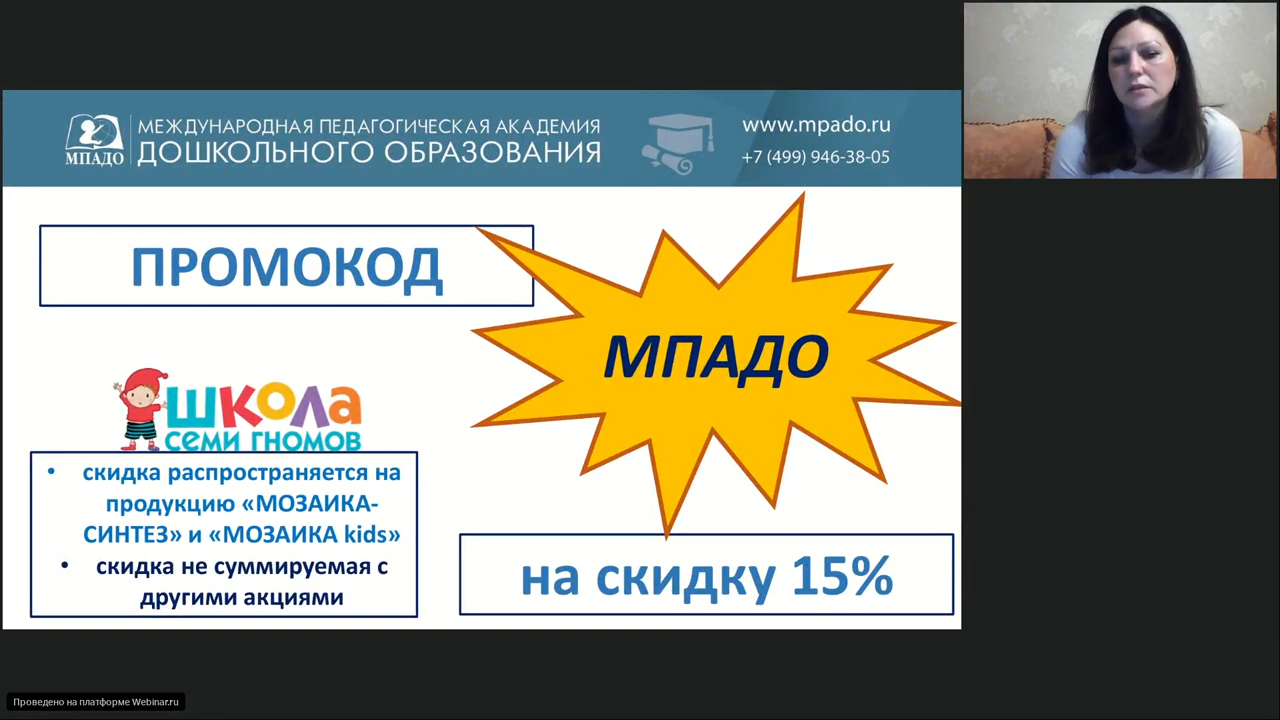 МПАДО
МЕЖДУНАРОДНАЯ ПЕДАГОГИЧЕСКАЯ АКАДЕМИЯ
ДОШКОЛЬНОГО ОБРАЗОВАНИЯ
www.mpado.ru
+7 (499) 946-38-05
ПРОМОКОД
МПАДО
школа
семи гномов
• скидка распространяется на
продукцию «МОЗАИКА-
СИНТЕЗ» и «МОЗАИКА kids»
• скидка не суммируемая с
другими акциями
на скидку 15%
Проведено на платформе Webinar.ru